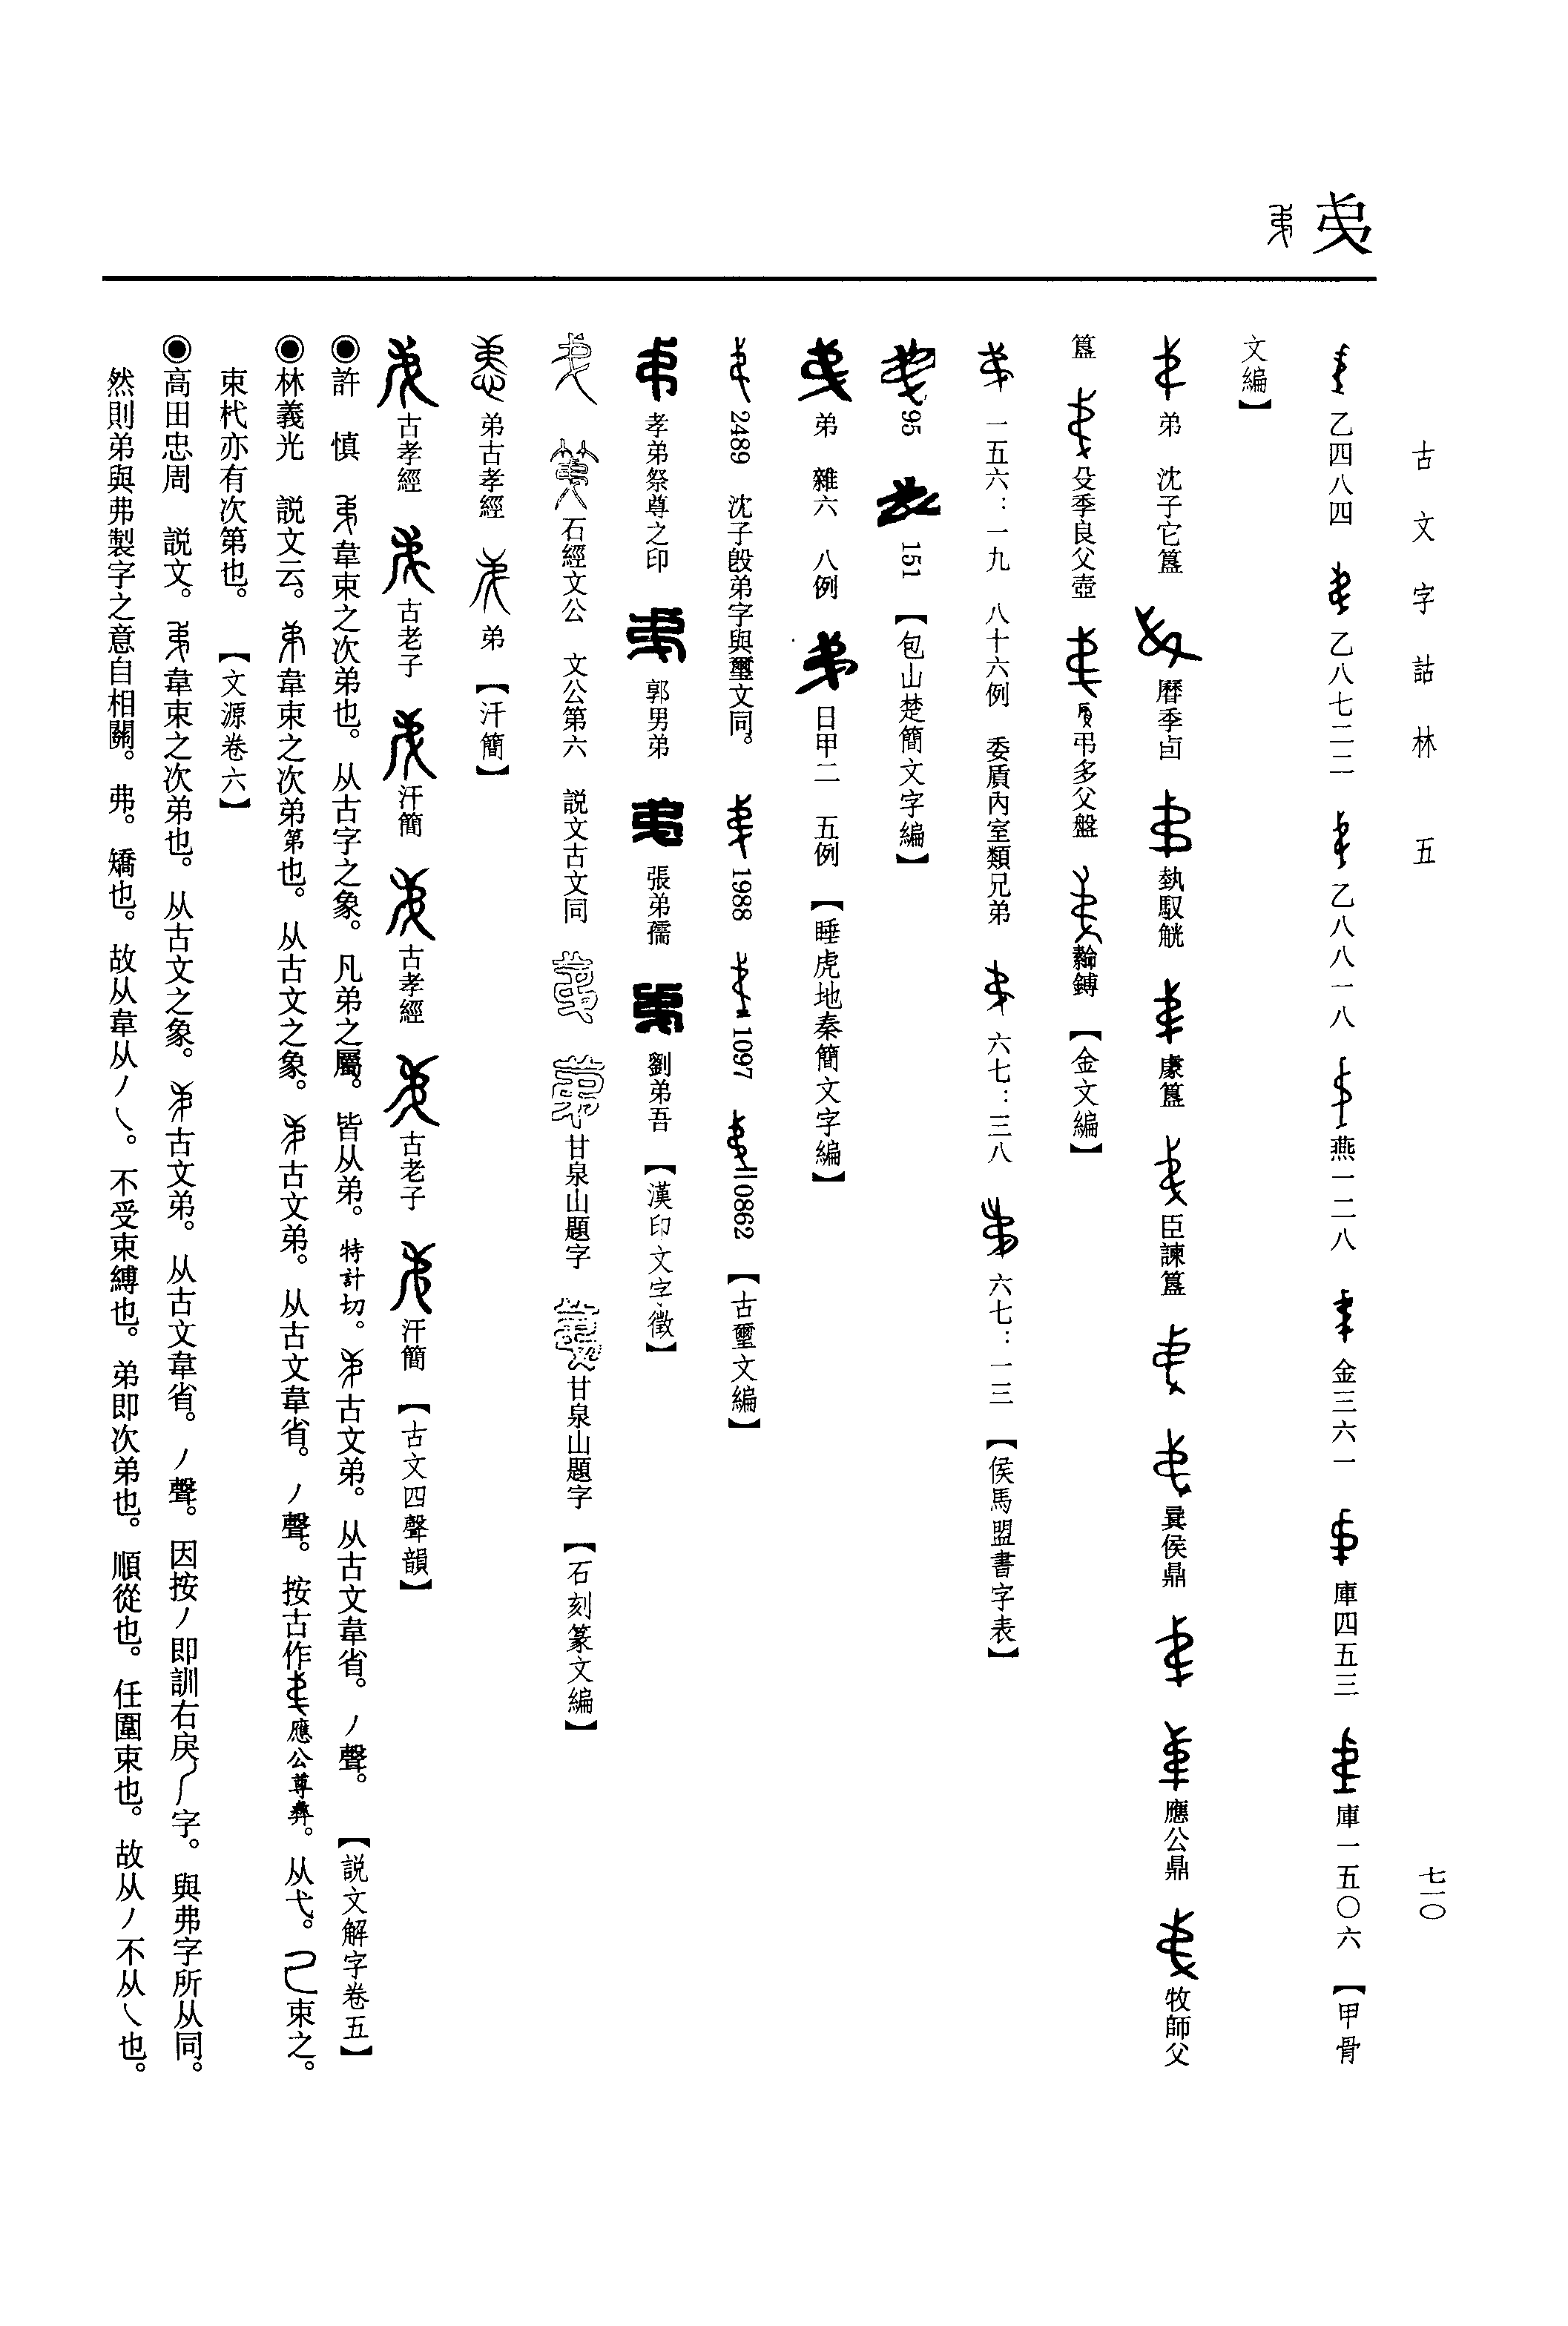 古文字詁林　五
七一〇
乙四八四　乙八七二二　乙八八一八　燕一二八　金三六一　庫四五三　庫一五〇六　【甲骨
文編】
弟　沈子它簋　曆季卣　執馭觥　　簋　臣諫簋　㠱侯鼎　應公鼎　牧師父
簋　殳季良父壺　弔多父盤　鎛　【金文編】
一五六：一九　八十六例　委質內室類兄弟　六七：三八　六七：一三　【侯馬盟書字表】
95　151　【包山楚簡文字編】
弟　雜六　八例　日甲二　五例　【睡虎地秦簡文字編】
2489　沈子𣪘弟字與璽文同。　1988　1097　0862　【古璽文編】
孝弟祭尊之印　郭男弟　張弟孺　劉弟吾　【漢印文字徵】
石經文公　文公第六　説文古文同　甘泉山題字　甘泉山題字　【石刻篆文編】
弟古孝經　弟　【汗簡】
古孝經　古老子　汗簡　古孝經　古老子　汗簡　【古文四聲韻】
◉許　慎　韋束之次弟也。从古字之象。凡弟之屬。皆从弟。特計切。古文弟。从古文韋省。丿聲。　【説文解字卷五】
◉林義光　説文云。韋束之次弟第也。从古文之象。古文弟。从古文韋省。丿聲。按古作應公尊彝。从弋。己束之。
束杙亦有次第也。　【文源卷六】
◉高田忠周　説文。韋束之次弟也。从古文之象。古文弟。从古文韋省。丿聲。因按丿即訓右戾字。與弗字所从同。
然則弟與弗製字之意自相關。弗。矯也。故从韋从丿㇏。不受束縛也。弟即次弟也。順從也。任圍束也。故从丿不从㇏也。